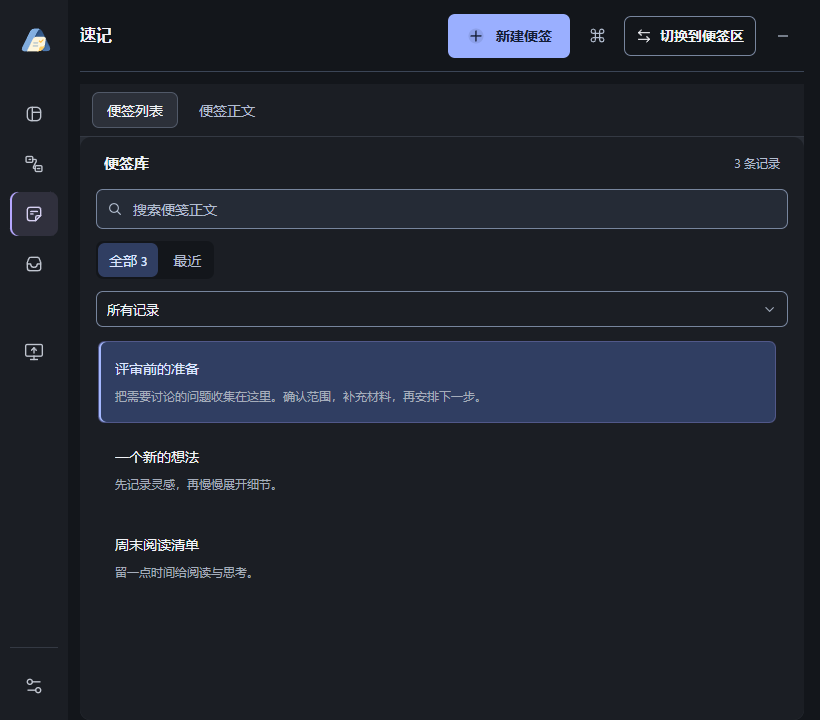 速记
新建便签
切换到便签区
便签列表
便签正文
便签库
3 条记录
搜索便笺正文
全部 3
最近
所有记录
评审前的准备
把需要讨论的问题收集在这里。确认范围，补充材料，再安排下一步。
一个新的想法
先记录灵感，再慢慢展开细节。
周末阅读清单
留一点时间给阅读与思考。